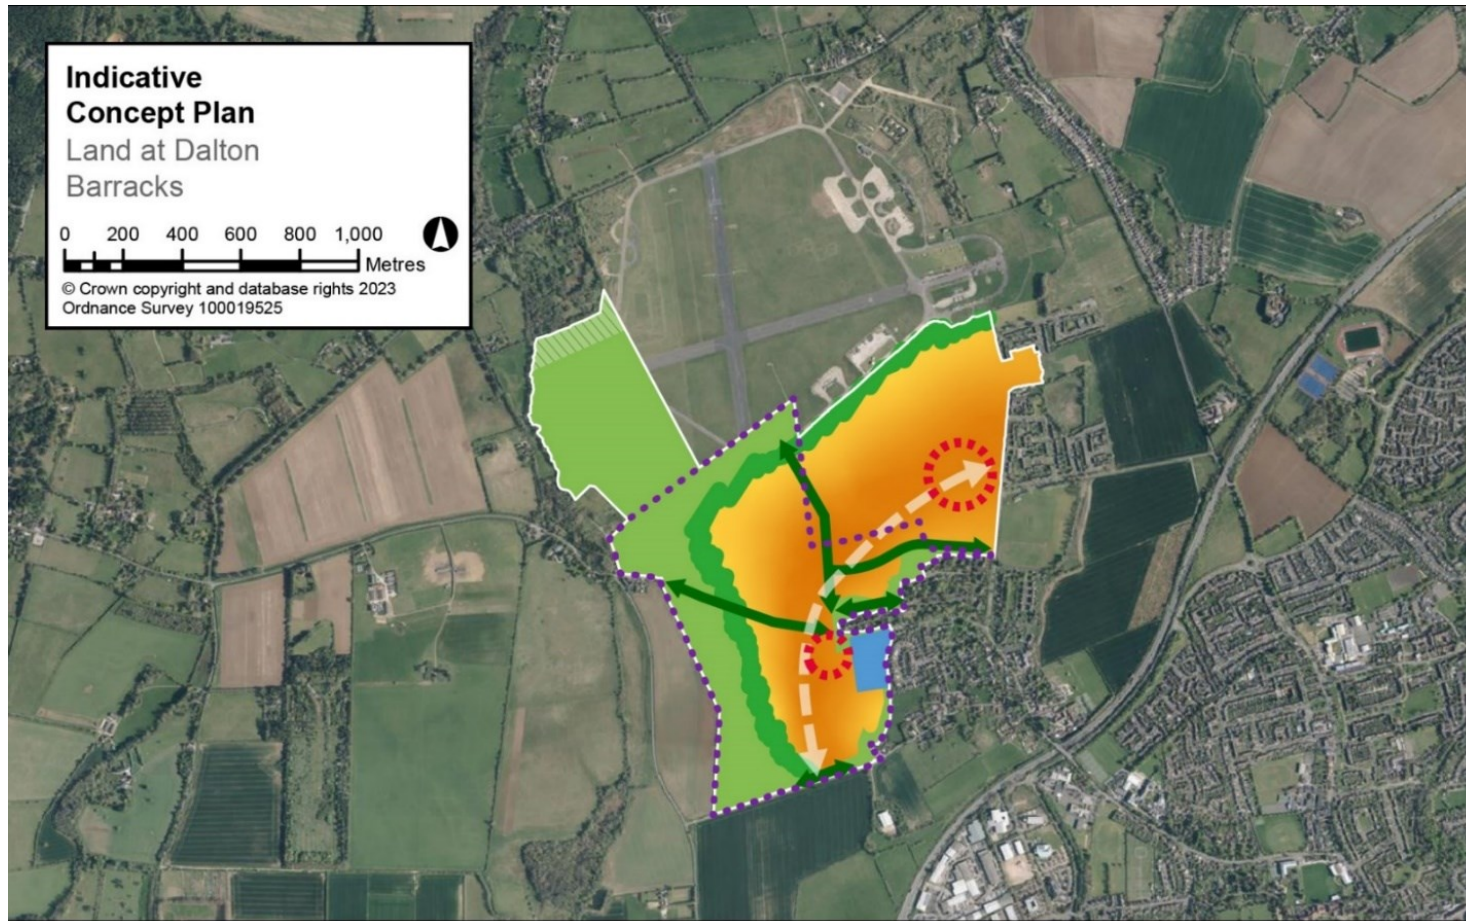 Indicative
Concept Plan
Land at Dalton
Barracks
0 200 400 600 800 1,000
Metres
© Crown copyright and database rights 2023
Ordnance Survey 100019525